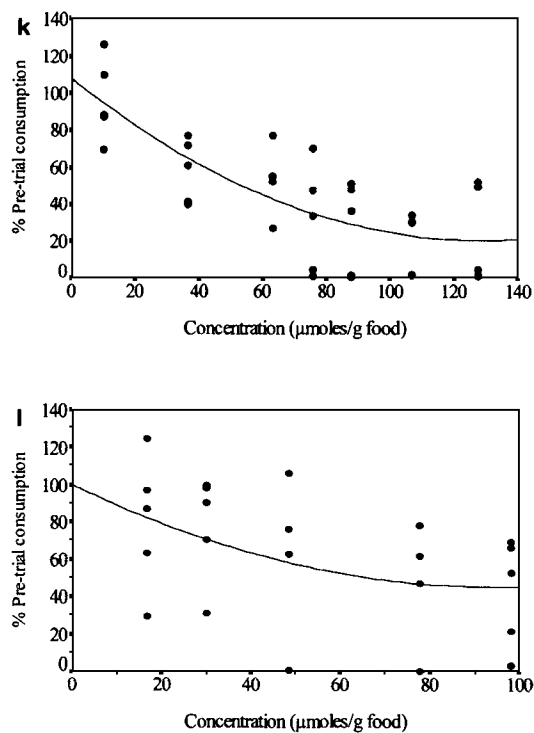 k
% Pre-trial consumption
140
120
100
80
60
40
20
0
0 20 40 60 80 100 120 140
Concentration (µmoles/g food)
l
% Pre-trial consumption
140
120
100
80
60
40
20
0
0 20 40 60 80 100
Concentration (µmoles/g food)